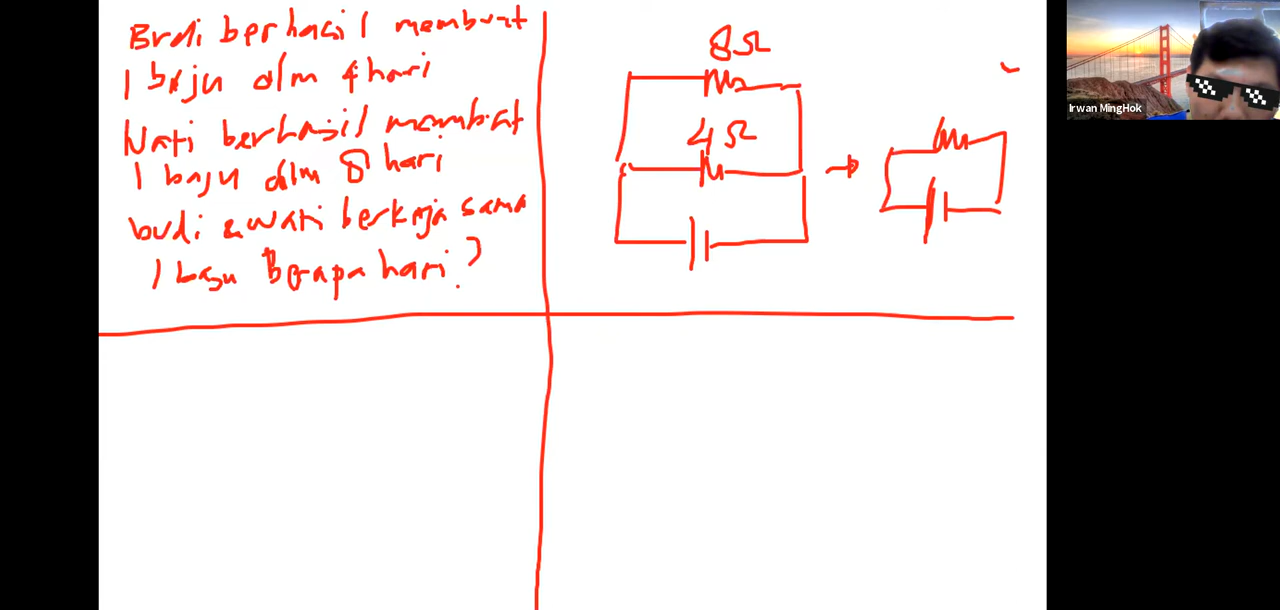 Budi berhasil membuat
1 baju dlm 4 hari
Wati berhasil membuat
1 baju dlm 8 hari
budi & wati berkerja sama
1 baju Berapa hari?
8Ω
4Ω
Irwan MingHok